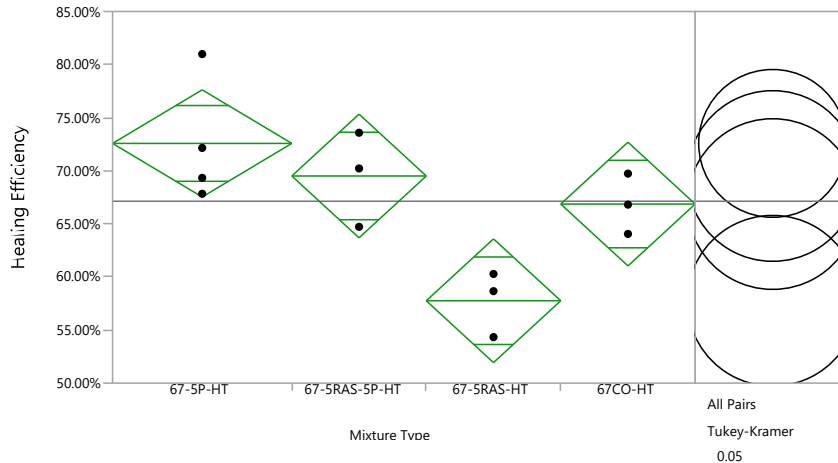 85.00%
80.00%
75.00%
70.00%
65.00%
60.00%
55.00%
50.00%
Healing Efficiency
67-5P-HT
67-5RAS-5P-HT
67-5RAS-HT
67CO-HT
Mixture Type
All Pairs
Tukey-Kramer
0.05